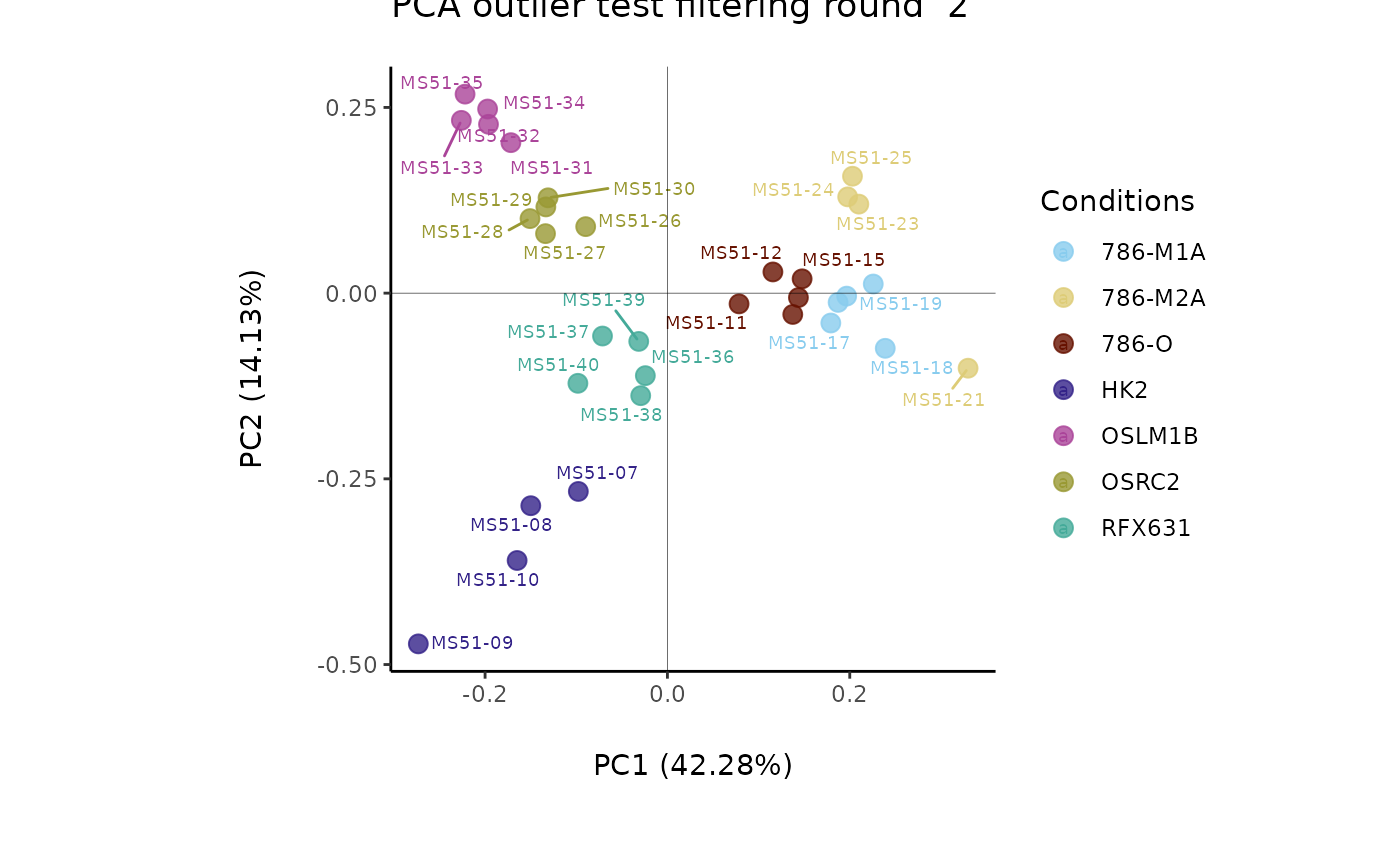 PCA outlier test filtering round 2
MS51-35
MS51-34
MS51-32
MS51-33
MS51-31
MS51-30
MS51-29
MS51-26
MS51-28
MS51-27
MS51-25
MS51-24
MS51-23
MS51-12
MS51-15
MS51-39
MS51-19
MS51-11
MS51-37
MS51-17
MS51-36
MS51-40
MS51-18
MS51-21
MS51-38
MS51-07
MS51-08
MS51-10
MS51-09
0.25
0.00
-0.25
-0.50
-0.2
0.0
0.2
PC2 (14.13%)
PC1 (42.28%)
Conditions
a 786-M1A
a 786-M2A
a 786-O
a HK2
a OSLM1B
a OSRC2
a RFX631